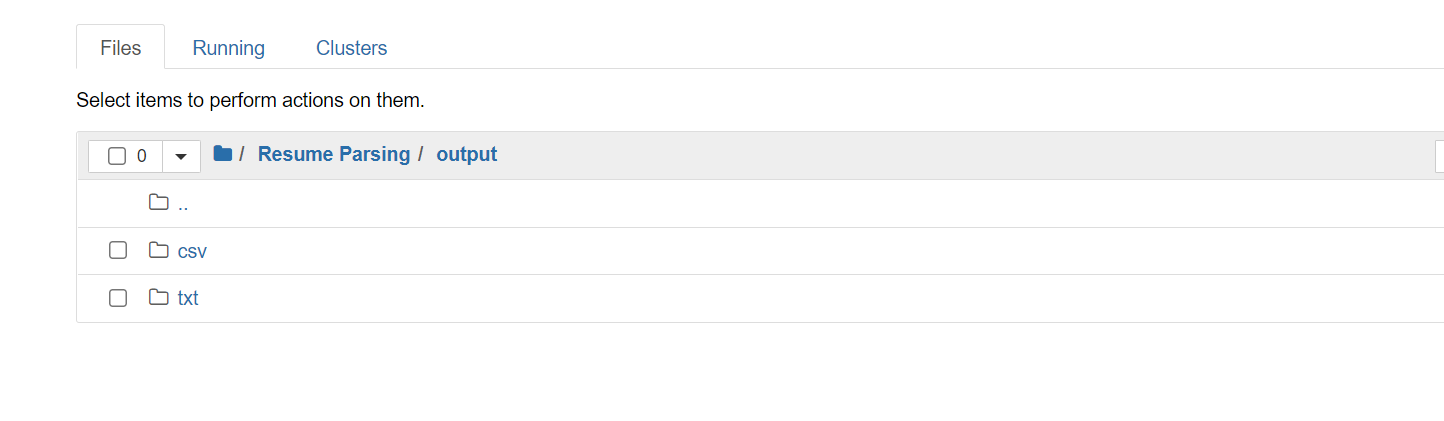 Files Running Clusters
Select items to perform actions on them.
0 / Resume Parsing / output
..
csv
txt